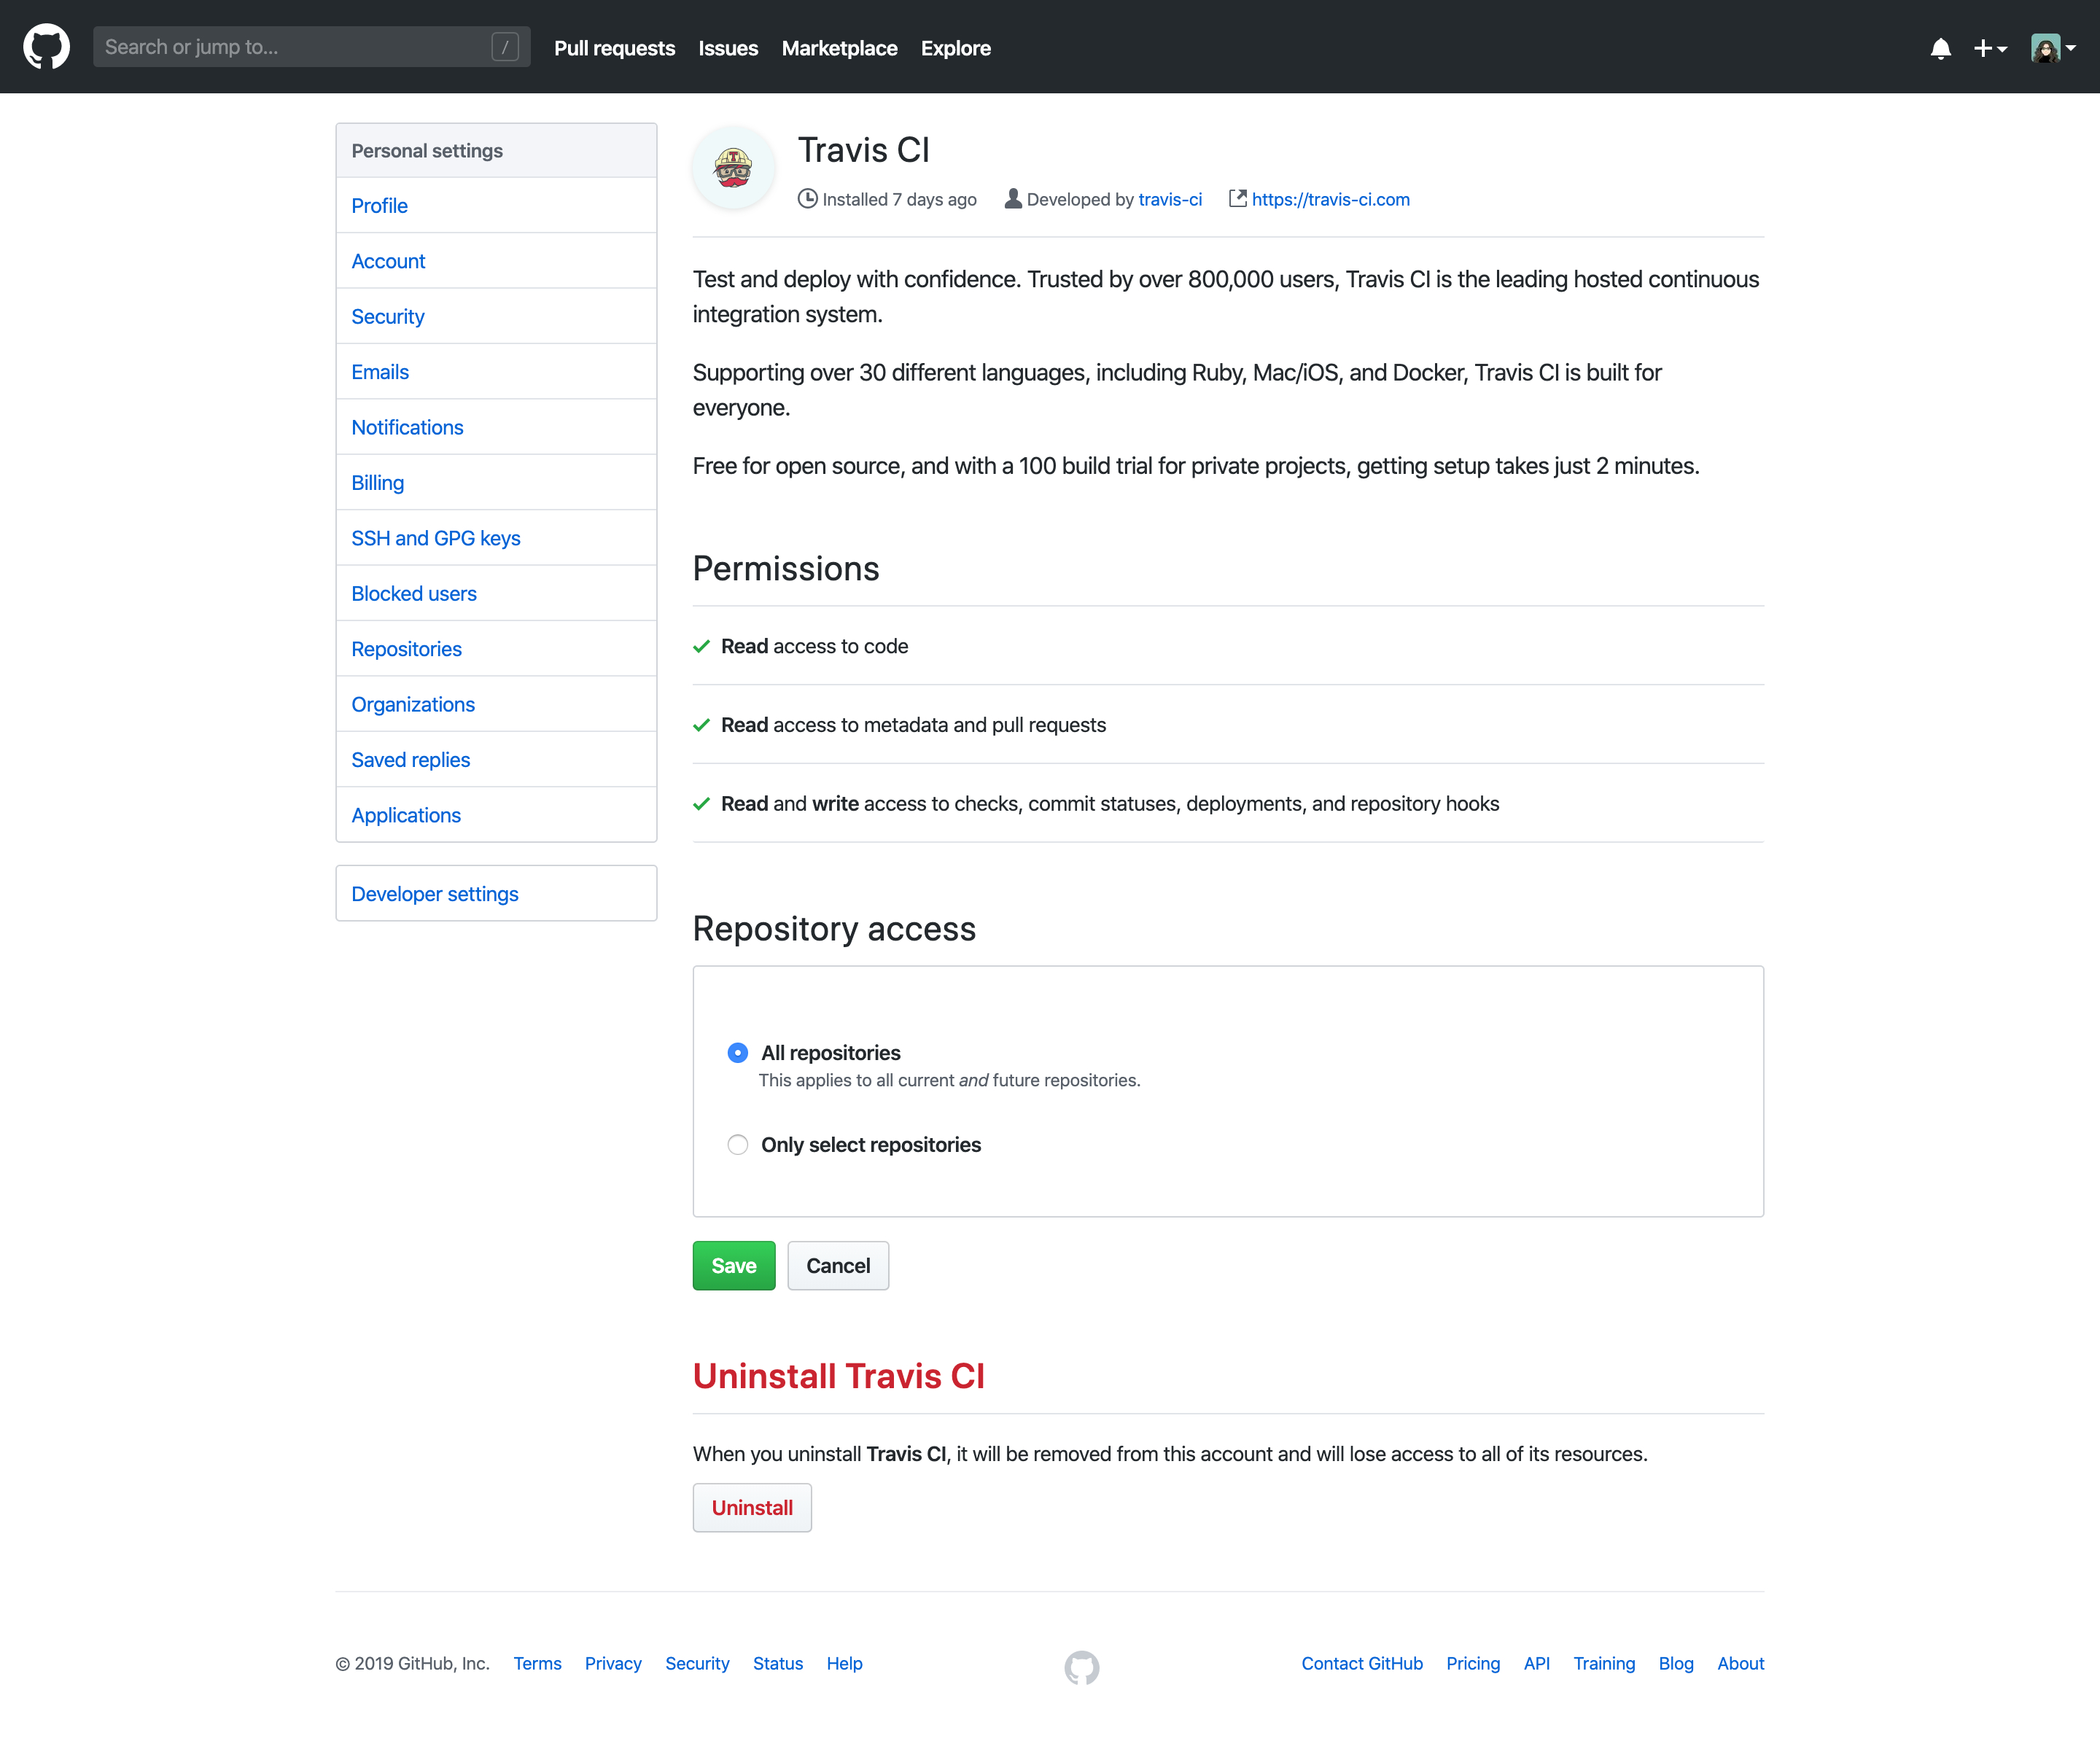 Search or jump to...
/
Pull requests
Issues
Marketplace
Explore
Personal settings
Profile
Account
Security
Emails
Notifications
Billing
SSH and GPG keys
Blocked users
Repositories
Organizations
Saved replies
Applications
Developer settings
Travis CI
Installed 7 days ago
Developed by travis-ci
https://travis-ci.com
Test and deploy with confidence. Trusted by over 800,000 users, Travis CI is the leading hosted continuous
integration system.
Supporting over 30 different languages, including Ruby, Mac/iOS, and Docker, Travis CI is built for
everyone.
Free for open source, and with a 100 build trial for private projects, getting setup takes just 2 minutes.
Permissions
Read access to code
Read access to metadata and pull requests
Read and write access to checks, commit statuses, deployments, and repository hooks
Repository access
All repositories
This applies to all current and future repositories.
Only select repositories
Save
Cancel
Uninstall Travis CI
When you uninstall Travis CI, it will be removed from this account and will lose access to all of its resources.
Uninstall
© 2019 GitHub, Inc.
Terms
Privacy
Security
Status
Help
Contact GitHub
Pricing
API
Training
Blog
About